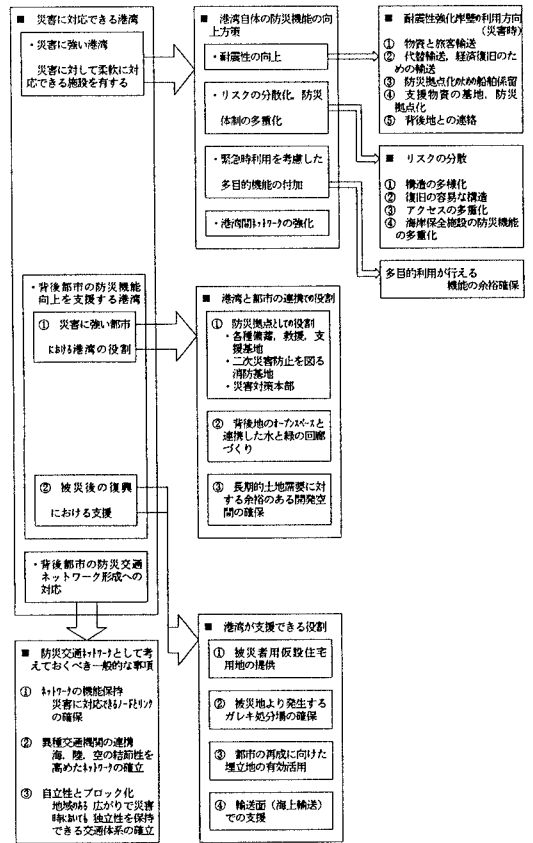 ■ 災害に対応できる港湾
・災害に強い港湾
災害に対して柔軟に対
応できる施設を有する
・背後都市の防災機能
向上を支援する港湾
① 災害に強い都市
における港湾の役割
② 被災後の復興
における支援
・背後都市の防災交通
ネットワーク形成への
対応
■ 防災交通ネットワークとして考
えておくべき一般的な事項
① ネットワークの機能保持
災害に対応できるノードとリンク
の確保
② 異種交通機関の連携
海，陸，空の結節性を
高めたネットワークの確立
③ 自立性とブロック化
地域のある 広がりで災害
時においても 独立性を保持
できる交通体系の確立
■ 港湾自体の防災機能の向
上方策
・耐震性の向上
・リスクの分散化，防災
体制の多重化
・緊急時利用を考慮した
多目的機能の付加
・港湾間ネットワークの強化
■ 港湾と都市の連携での役割
① 防災拠点としての役割
・各種備蓄，救援，支
援基地
・二次災害防止を図る
消防基地
・災害対策本部
② 背後地のオープンスペースと
連携した水と緑の回廊
づくり
③ 長期的土地需要に対
する余裕のある開発空
間の確保
■ 港湾が支援できる役割
① 被災者用仮設住宅
用地の提供
② 被災地より発生する
ガレキ処分場の確保
③ 都市の再成に向けた
埋立地の有効活用
④ 輸送面（海上輸送）
での支援
■ 耐震性強化岸壁の利用方向
（災害時）
① 物資と旅客輸送
② 代替輸送，経済復旧のた
めの輸送
③ 防災拠点化のための船舶係留
④ 支援物資の基地，防災
拠点化
⑤ 背後地との連絡
■ リスクの分散
① 構造の多様化
② 復旧の容易な構造
③ アクセスの多重化
④ 海岸保全施設の防災機能
の多重化
多目的利用が行える
機能の余裕確保